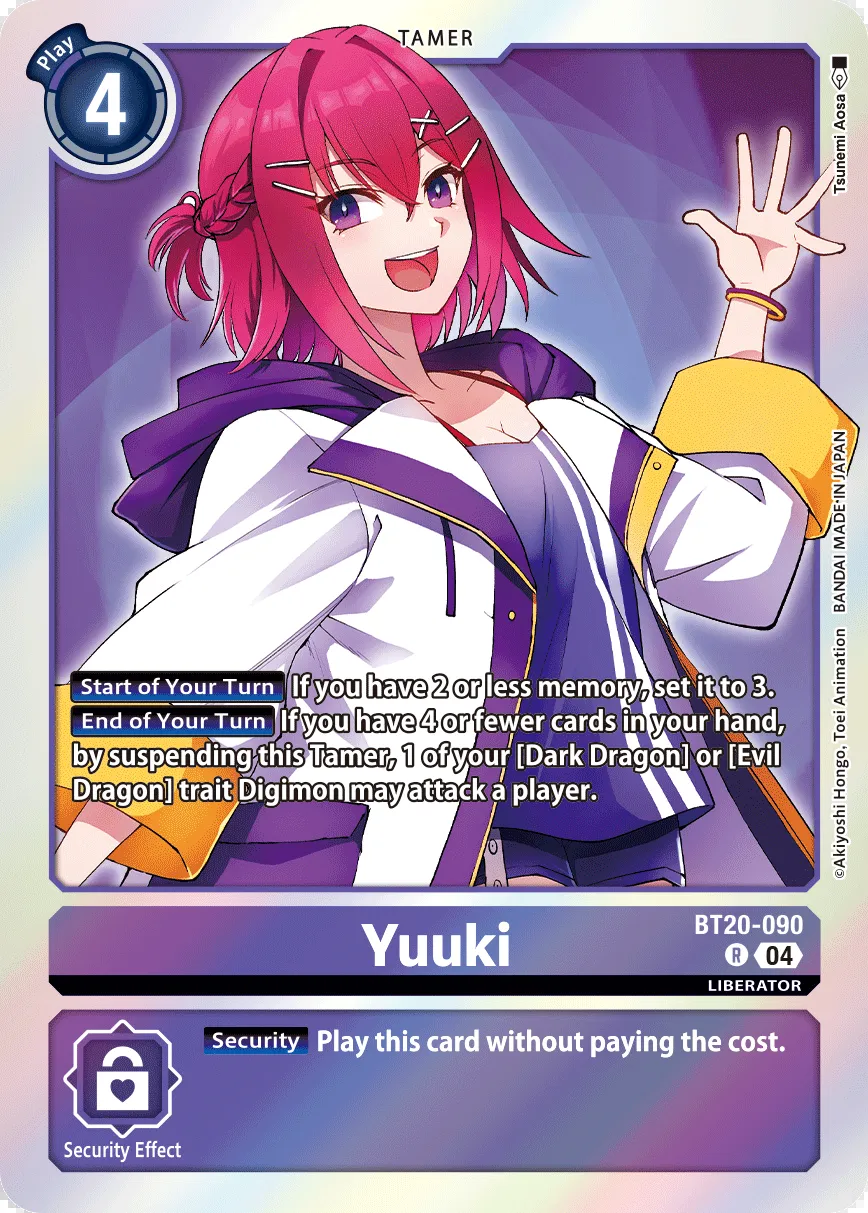 Play
4
TAMER
Tsunemi Aosa
BANDAI MADE IN JAPAN
©Akiyoshi Hongo, Toei Animation
Start of Your Turn If you have 2 or less memory, set it to 3.
End of Your Turn If you have 4 or fewer cards in your hand,
by suspending this Tamer, 1 of your [Dark Dragon] or [Evil
Dragon] trait Digimon may attack a player.
Yuuki
BT20-090
R 04
LIBERATOR
Security Play this card without paying the cost.
Security Effect